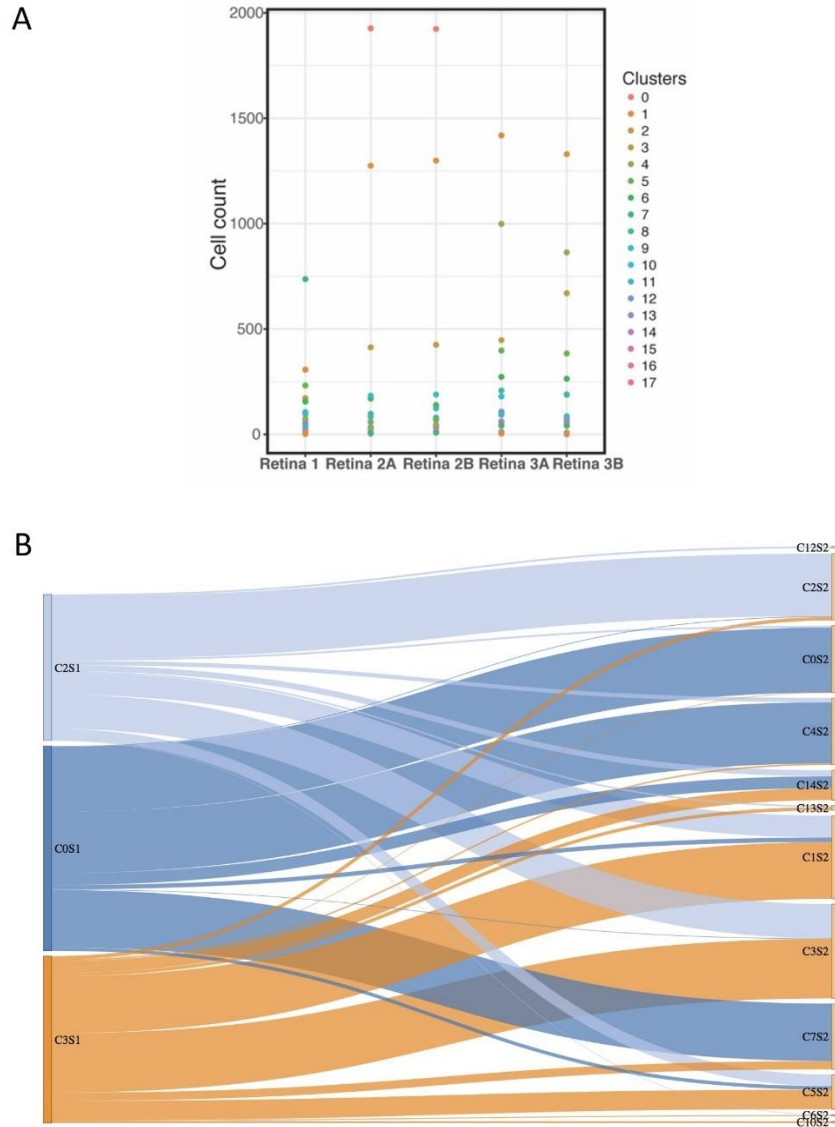 A
2000
1500
1000
500
0
Cell count
Retina 1 Retina 2A Retina 2B Retina 3A Retina 3B
Clusters
0
1
2
3
4
5
6
7
8
9
10
11
12
13
14
15
16
17
B
C2S1
C0S1
C3S1
C12S2
C2S2
C0S2
C4S2
C14S2
C13S2
C1S2
C3S2
C7S2
C5S2
C6S2
C10S2